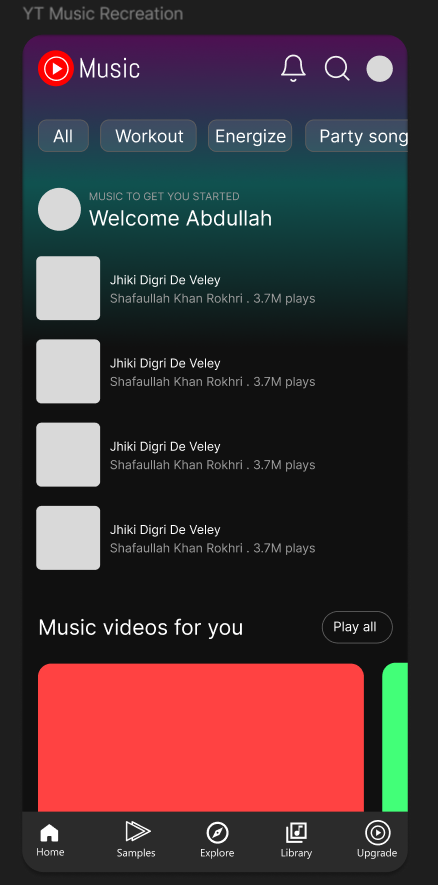 YT Music Recreation
Music
All
Workout
Energize
Party song
MUSIC TO GET YOU STARTED
Welcome Abdullah
Jhiki Digri De Veley
Shafaullah Khan Rokhri . 3.7M plays
Jhiki Digri De Veley
Shafaullah Khan Rokhri . 3.7M plays
Jhiki Digri De Veley
Shafaullah Khan Rokhri . 3.7M plays
Jhiki Digri De Veley
Shafaullah Khan Rokhri . 3.7M plays
Music videos for you
Play all
Home
Samples
Explore
Library
Upgrade